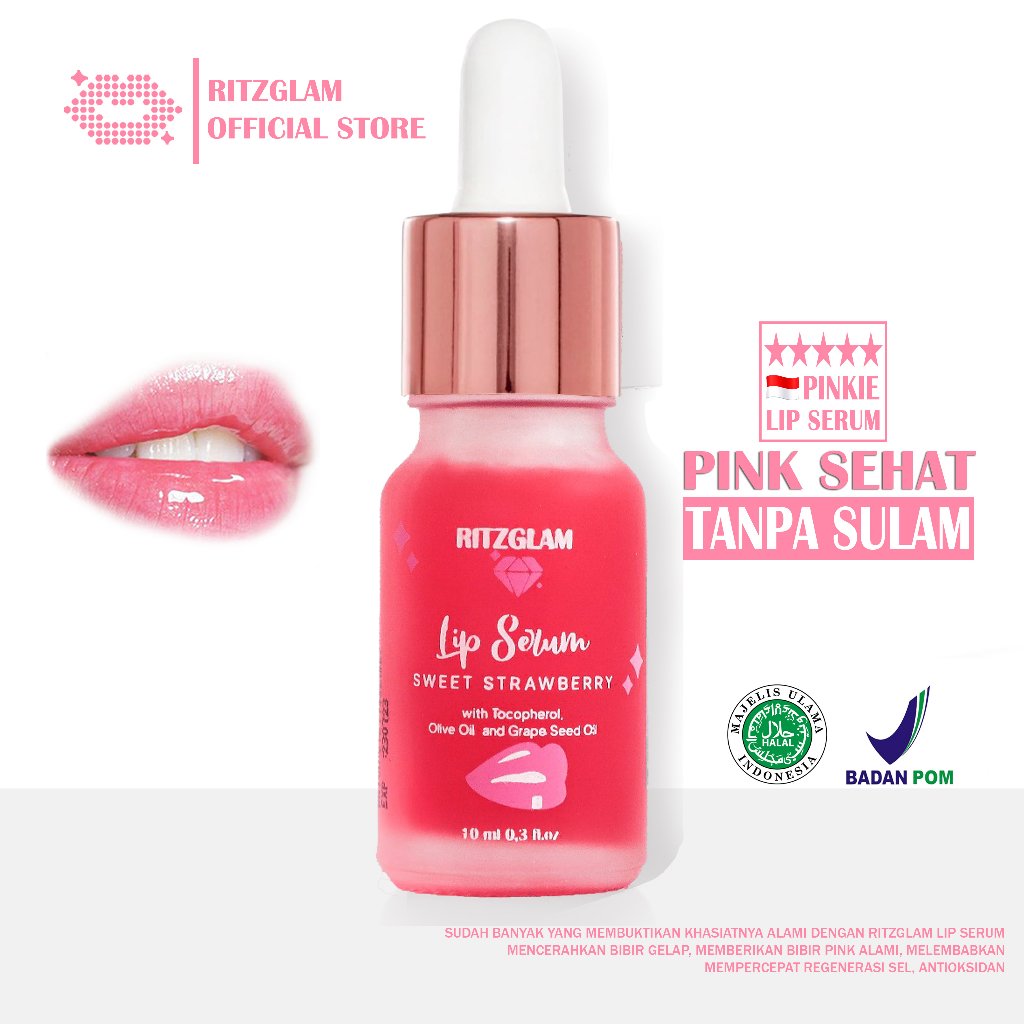 RITZGLAM
OFFICIAL STORE
PINKIE
LIP SERUM
PINK SEHAT
TANPA SULAM
RITZGLAM
Lip Serum
SWEET STRAWBERRY
with Tocopherol,
Olive Oil and Grape Seed Oil
10 ml 0,3 fl.oz
EXP
MAJELIS ULAMA
حلال
HALAL
INDONESIA
BADAN POM
SUDAH BANYAK YANG MEMBUKTIKAN KHASIATNYA ALAMI DENGAN RITZGLAM LIP SERUM
MENCERAHKAN BIBIR GELAP, MEMBERIKAN BIBIR PINK ALAMI, MELEMBABKAN
MEMPERCEPAT REGENERASI SEL, ANTIOKSIDAN